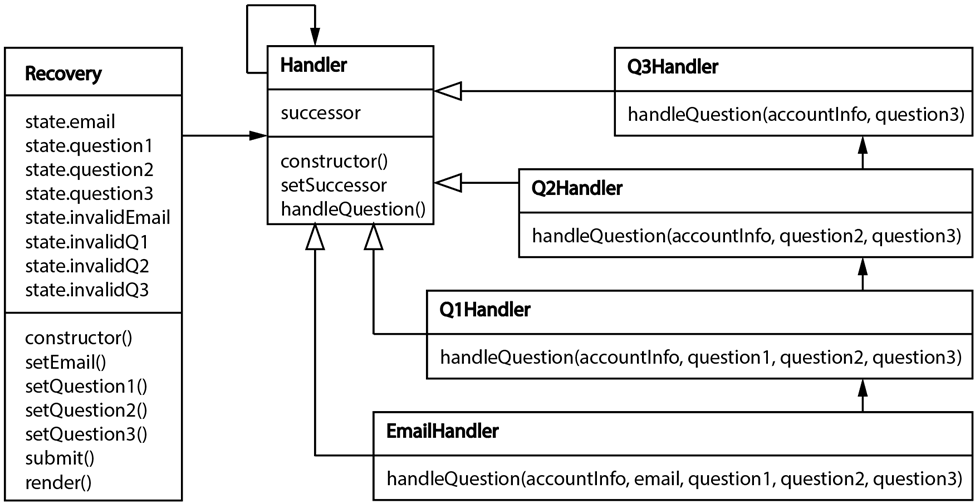 Recovery
state.email
state.question1
state.question2
state.question3
state.invalidEmail
state.invalidQ1
state.invalidQ2
state.invalidQ3
constructor()
setEmail()
setQuestion1()
setQuestion2()
setQuestion3()
submit()
render()
Handler
successor
constructor()
setSuccessor
handleQuestion()
Q3Handler
handleQuestion(accountInfo, question3)
Q2Handler
handleQuestion(accountInfo, question2, question3)
Q1Handler
handleQuestion(accountInfo, question1, question2, question3)
EmailHandler
handleQuestion(accountInfo, email, question1, question2, question3)